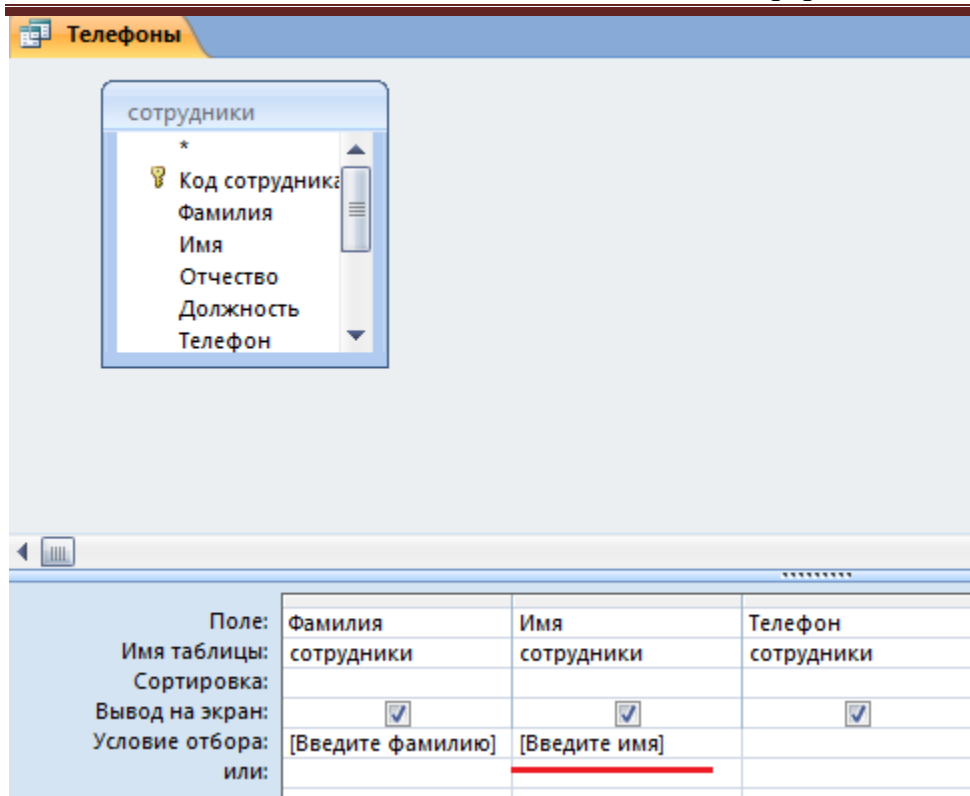 Телефоны
сотрудники
*
Код сотрудника
Фамилия
Имя
Отчество
Должность
Телефон
Поле: Фамилия Имя Телефон
Имя таблицы: сотрудники сотрудники сотрудники
Сортировка:
Вывод на экран:
Условие отбора: [Введите фамилию] [Введите имя]
или: